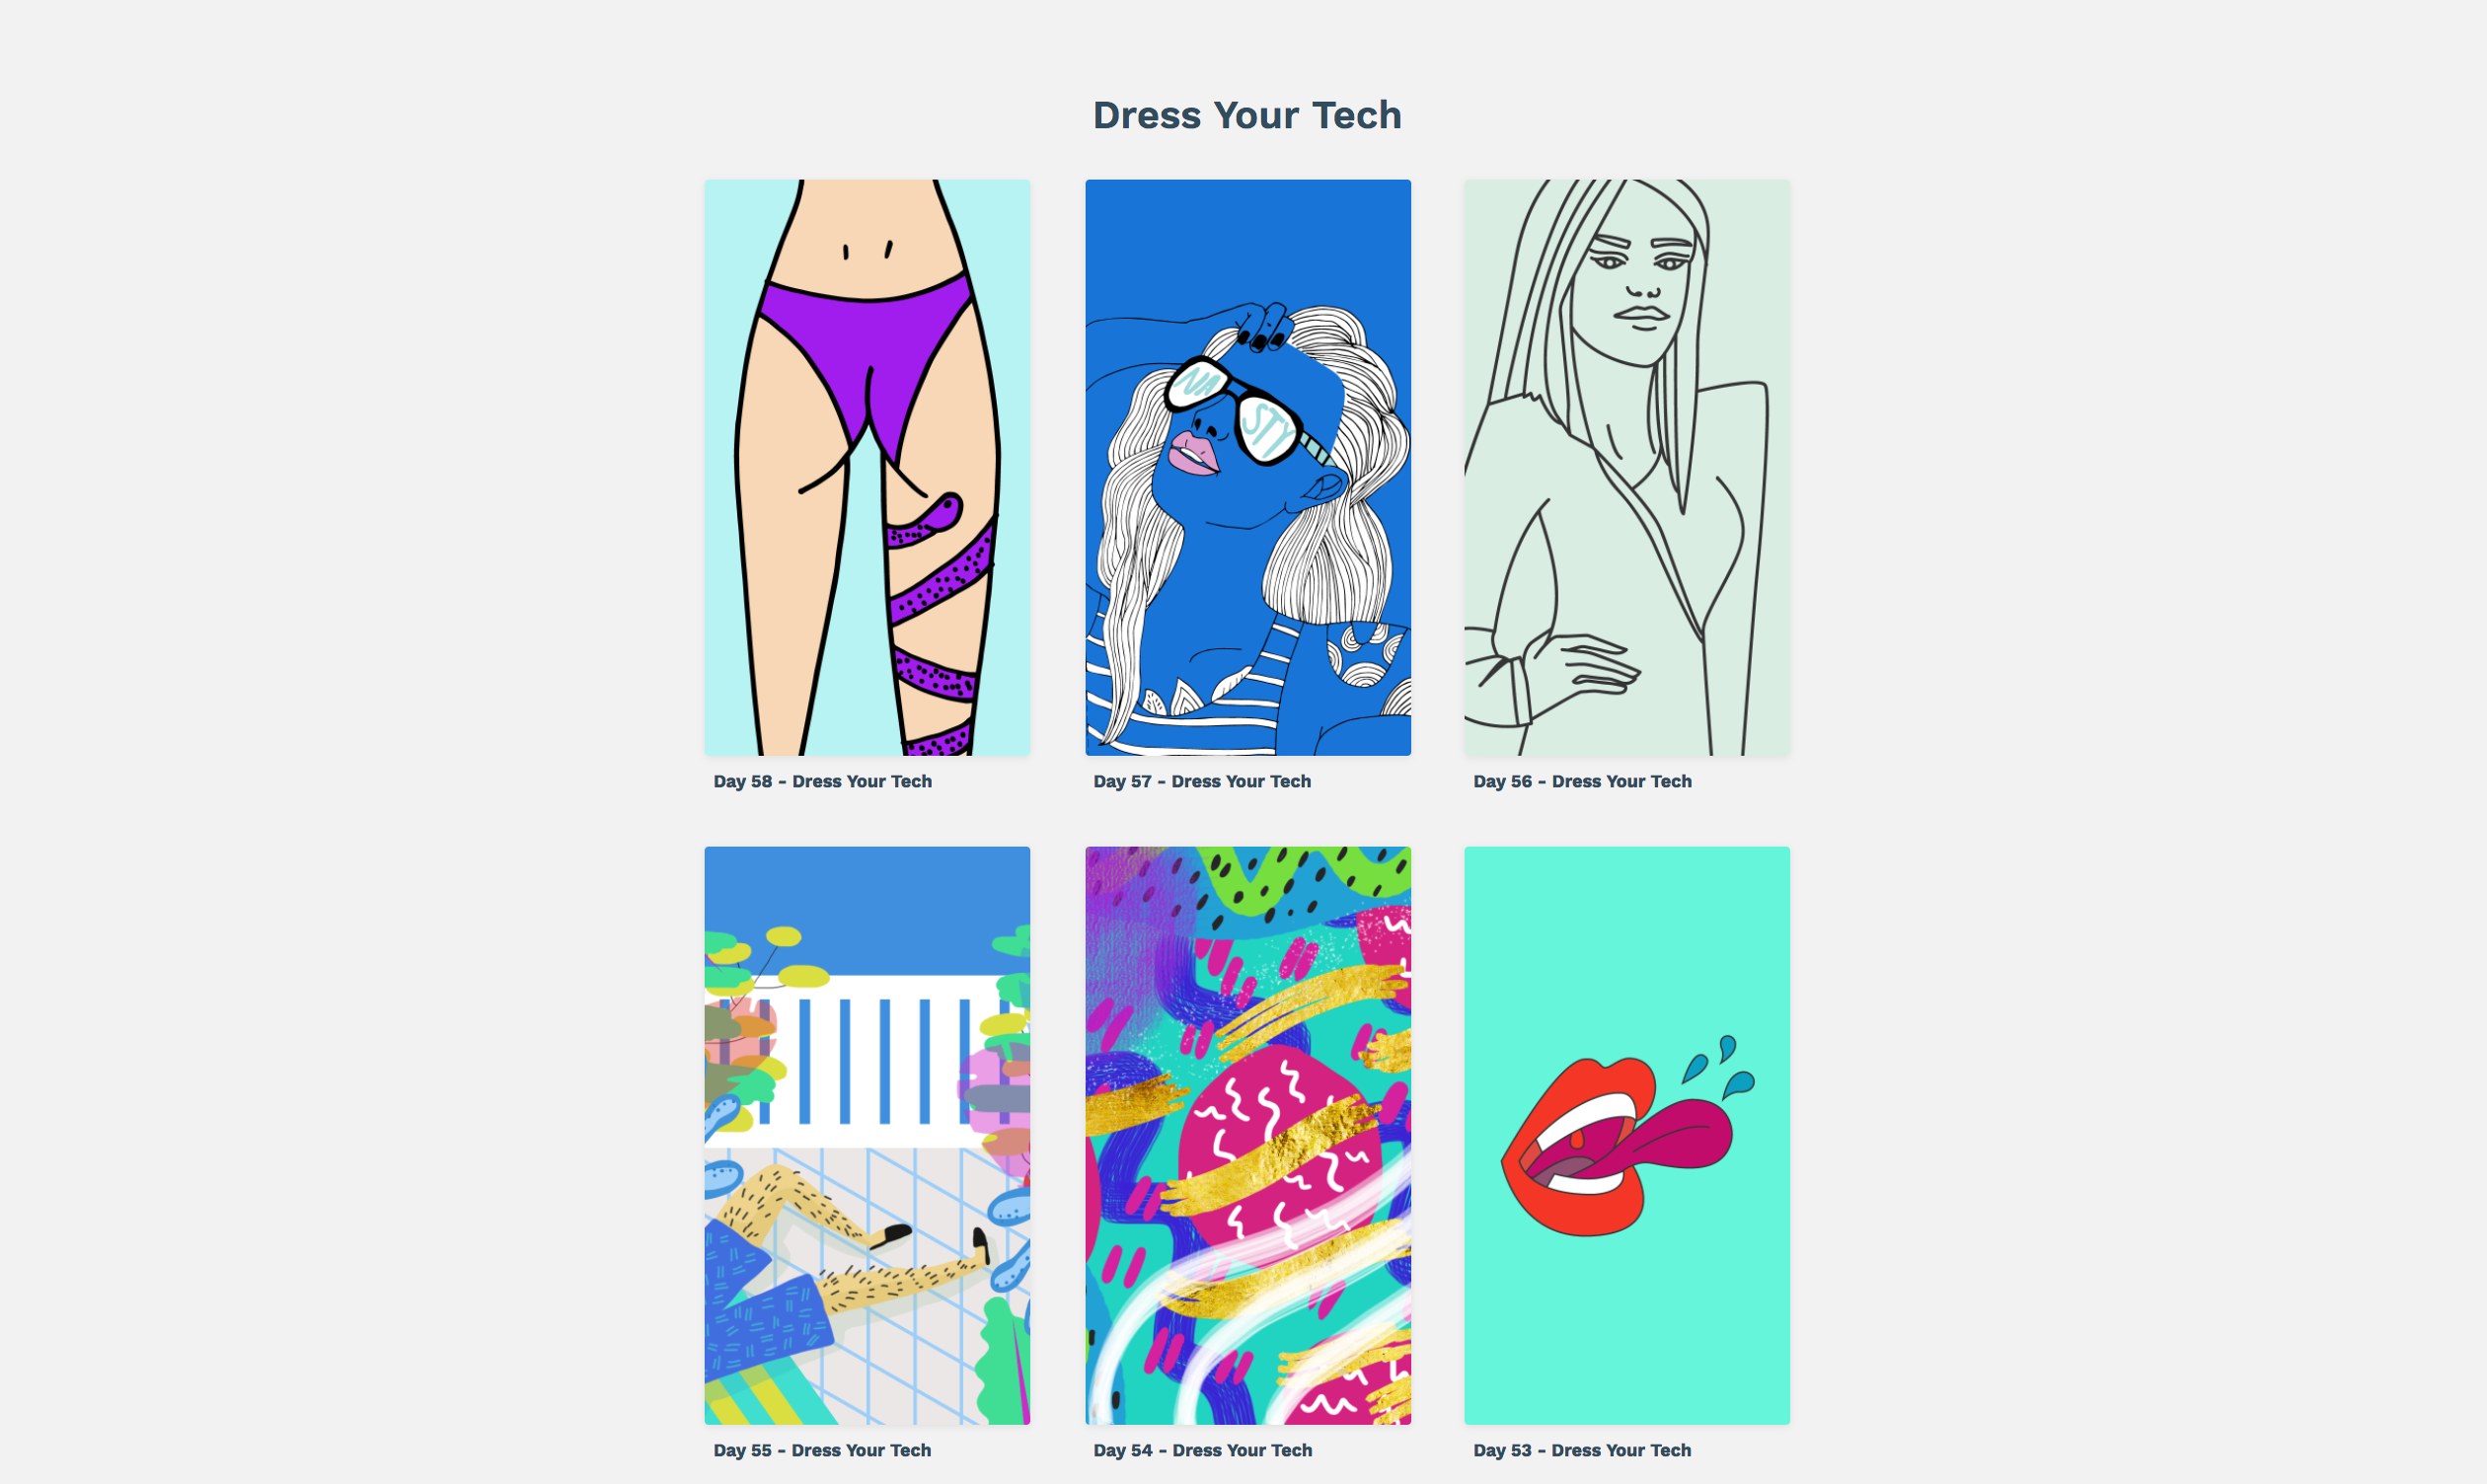 Dress Your Tech
NA
STY
Day 58 - Dress Your Tech
Day 57 - Dress Your Tech
Day 56 - Dress Your Tech
Day 55 - Dress Your Tech
Day 54 - Dress Your Tech
Day 53 - Dress Your Tech